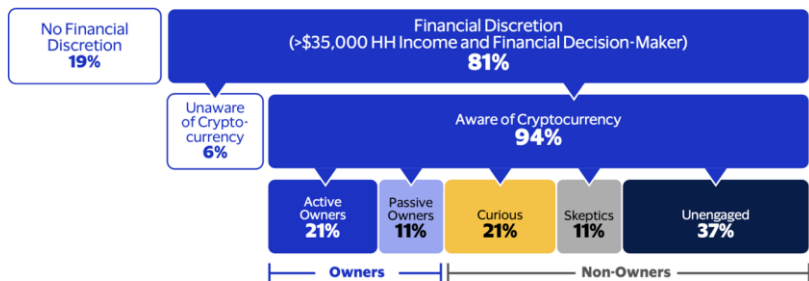 No Financial
Discretion
19%
Financial Discretion
(>$35,000 HH Income and Financial Decision-Maker)
81%
Unaware
of Crypto-
currency
6%
Aware of Cryptocurrency
94%
Active
Owners
21%
Passive
Owners
11%
Curious
21%
Skeptics
11%
Unengaged
37%
Owners
Non-Owners